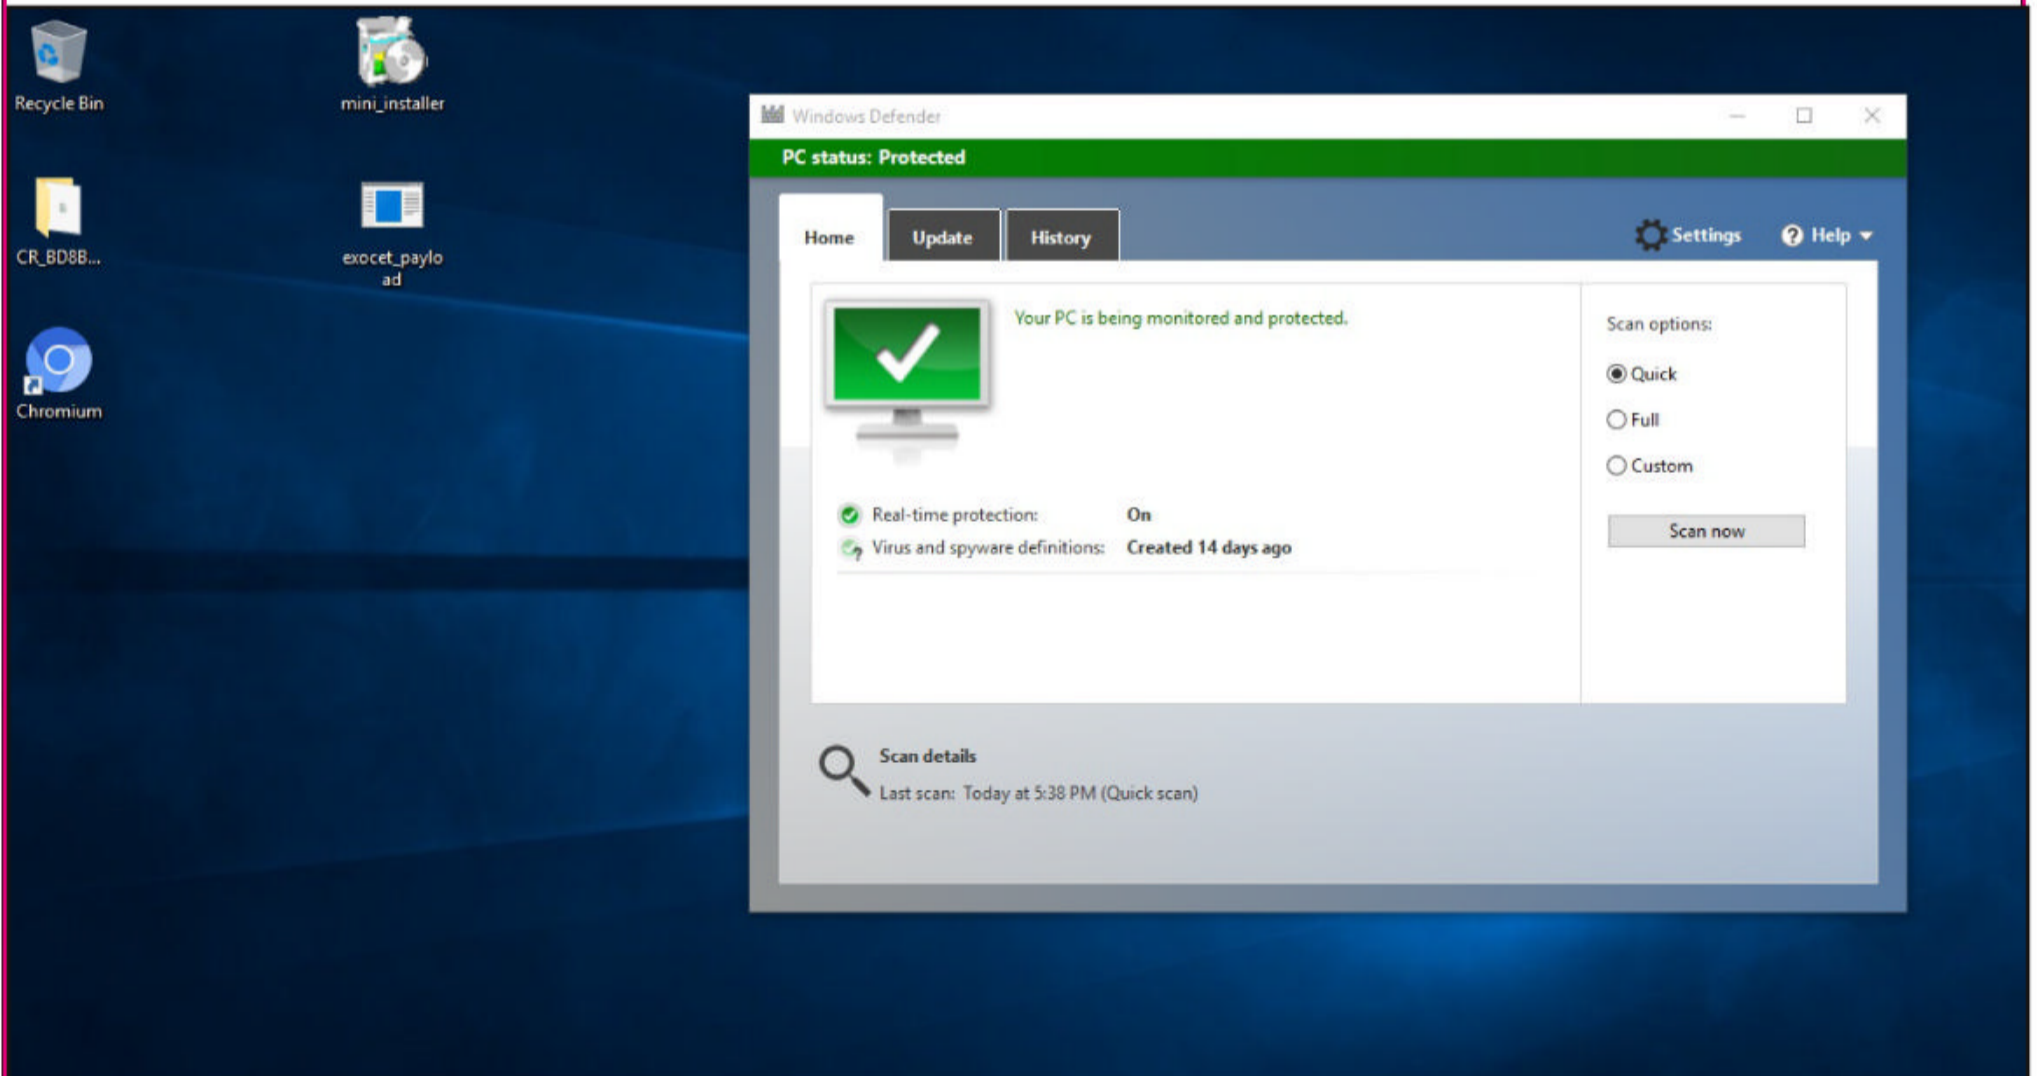 Recycle Bin
mini_installer
CR_BD8B...
exocet_paylo
ad
Chromium
Windows Defender
PC status: Protected
Home
Update
History
Settings
Help
Your PC is being monitored and protected.
Scan options:
Quick
Full
Custom
Scan now
Real-time protection: On
Virus and spyware definitions: Created 14 days ago
Scan details
Last scan: Today at 5:38 PM (Quick scan)